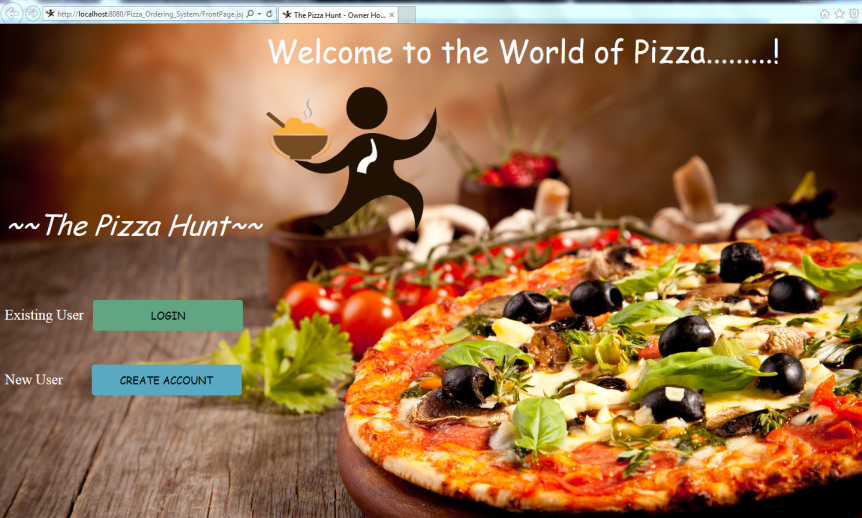 http://localhost:8080/Pizza_Ordering_System/FrontPage.jsp
The Pizza Hunt - Owner Ho...
Welcome to the World of Pizza.........!
~~The Pizza Hunt~~
Existing User LOGIN
New User CREATE ACCOUNT